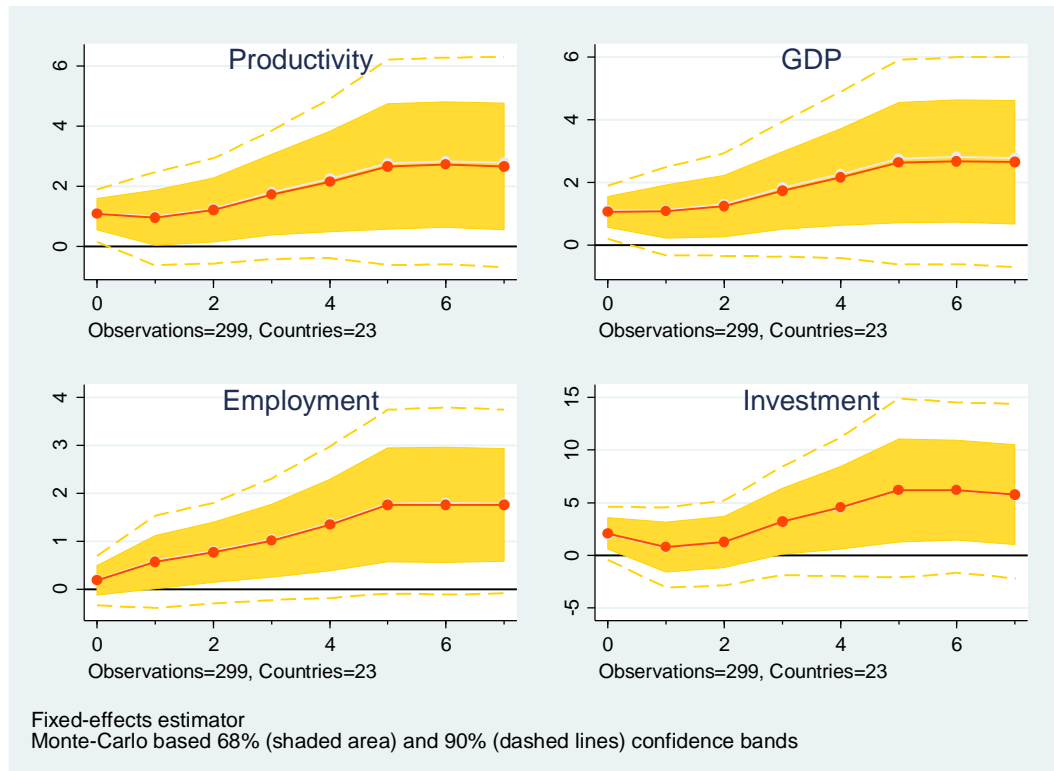 Productivity
6
4
2
0
0 2 4 6
Observations=299, Countries=23
GDP
6
4
2
0
0 2 4 6
Observations=299, Countries=23
Employment
4
3
2
1
0
0 2 4 6
Observations=299, Countries=23
Investment
15
10
5
0
-5
0 2 4 6
Observations=299, Countries=23
Fixed-effects estimator
Monte-Carlo based 68% (shaded area) and 90% (dashed lines) confidence bands